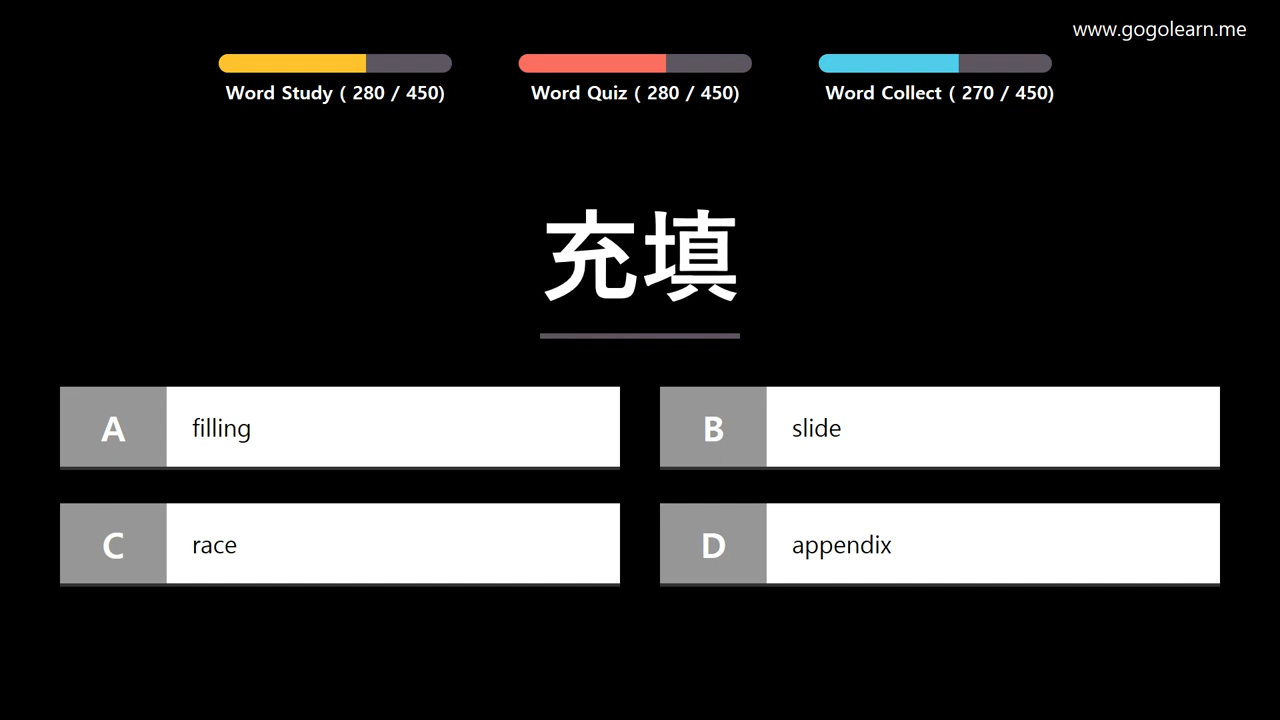 www.gogolearn.me
Word Study ( 280 / 450)
Word Quiz ( 280 / 450)
Word Collect ( 270 / 450)
充填
A filling
B slide
C race
D appendix